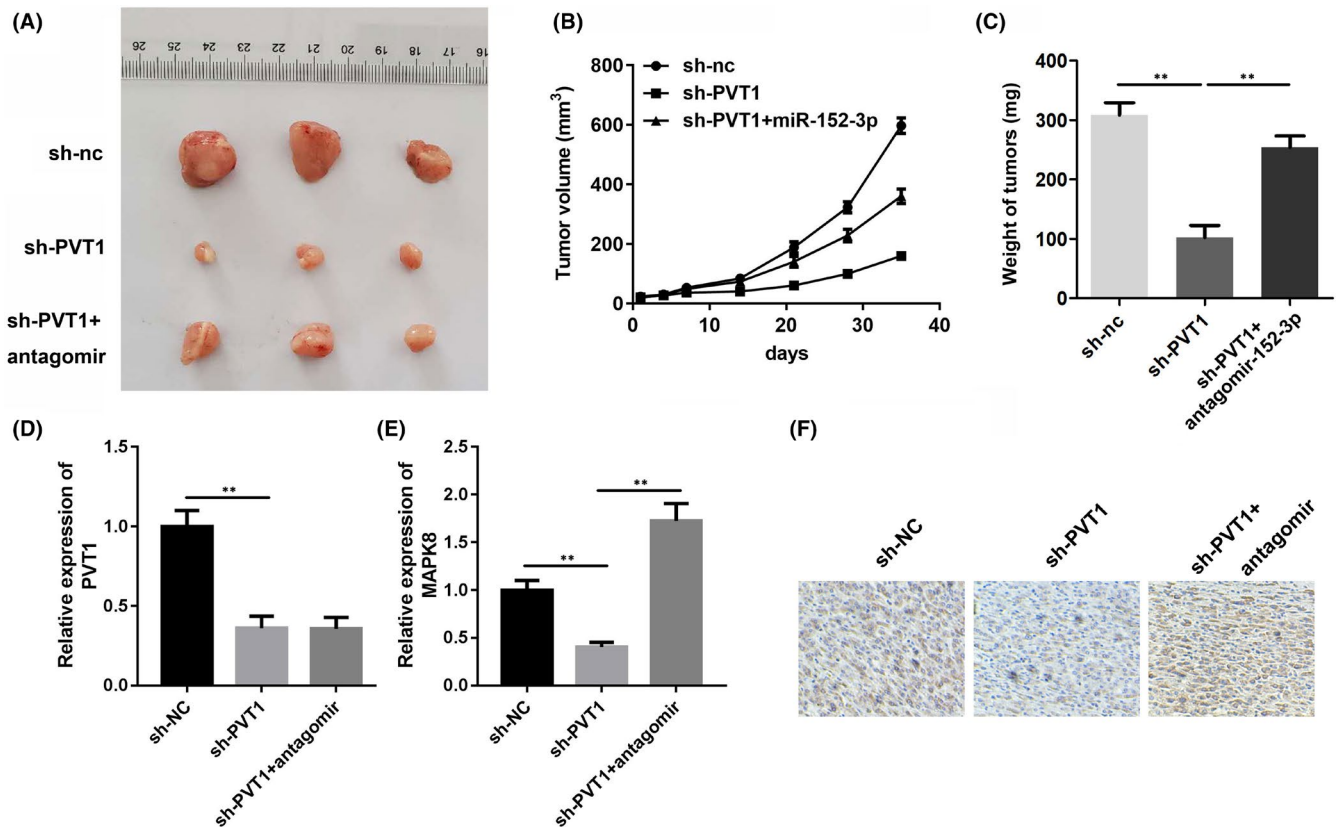 (A)
26 25 24 23 22 21 20 19 18 17 16
sh-nc
sh-PVT1
sh-PVT1+
antagomir
(B)
Tumor volume (mm³)
800
600
400
200
0
0 10 20 30 40
days
sh-nc
sh-PVT1
sh-PVT1+miR-152-3p
(C)
Weight of tumors (mg)
400
300
200
100
0
** **
sh-nc
sh-PVT1
sh-PVT1+
antagomir-152-3p
(D)
Relative expression of
PVT1
1.5
1.0
0.5
0.0
**
sh-NC
sh-PVT1
sh-PVT1+antagomir
(E)
Relative expression of
MAPK8
2.5
2.0
1.5
1.0
0.5
0.0
**
**
sh-NC
sh-PVT1
sh-PVT1+antagomir
(F)
sh-NC
sh-PVT1
sh-PVT1+
antagomir